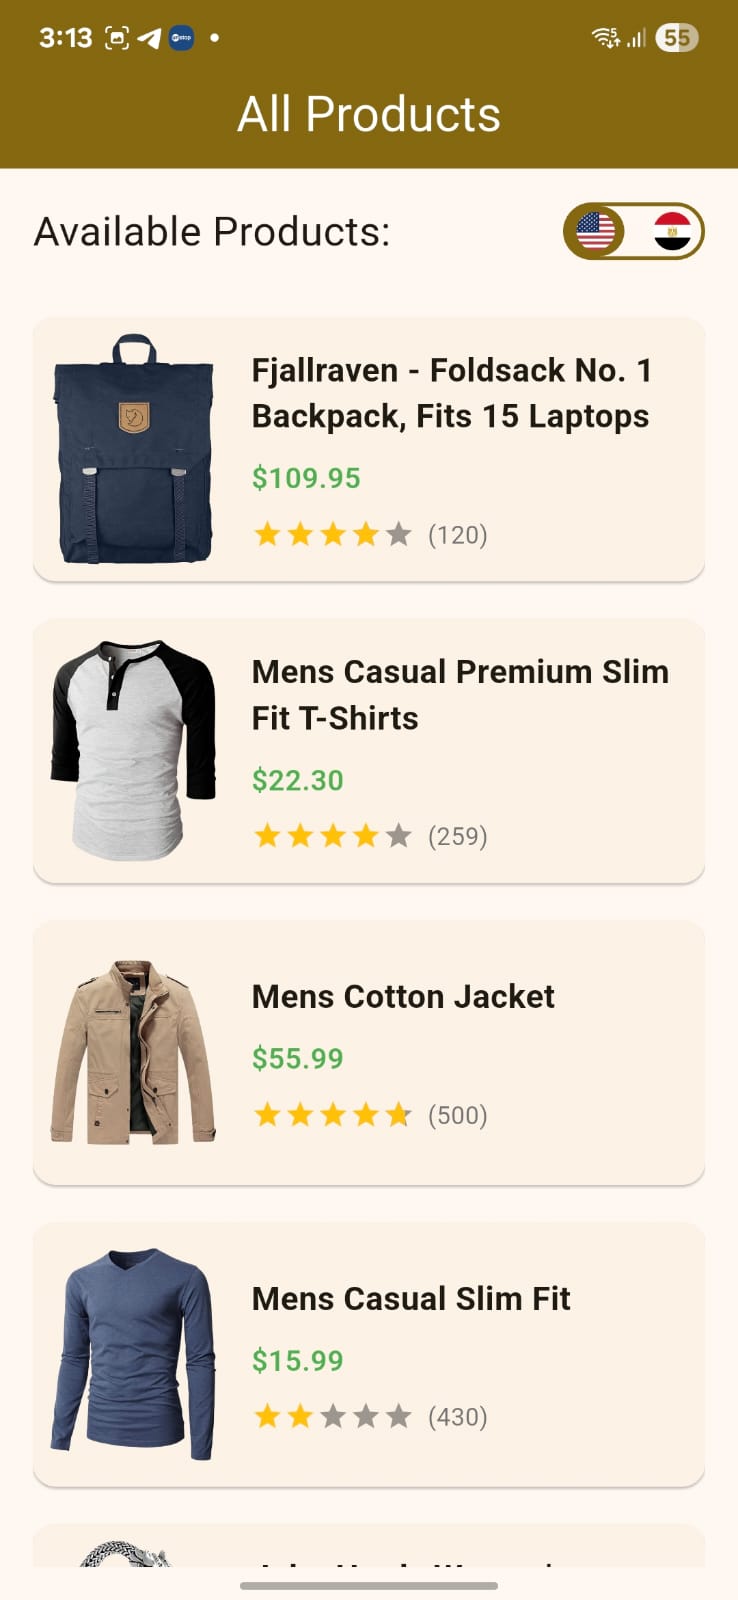 3:13
55
All Products
Available Products:
Fjallraven - Foldsack No. 1
Backpack, Fits 15 Laptops
$109.95
(120)
Mens Casual Premium Slim
Fit T-Shirts
$22.30
(259)
Mens Cotton Jacket
$55.99
(500)
Mens Casual Slim Fit
$15.99
(430)